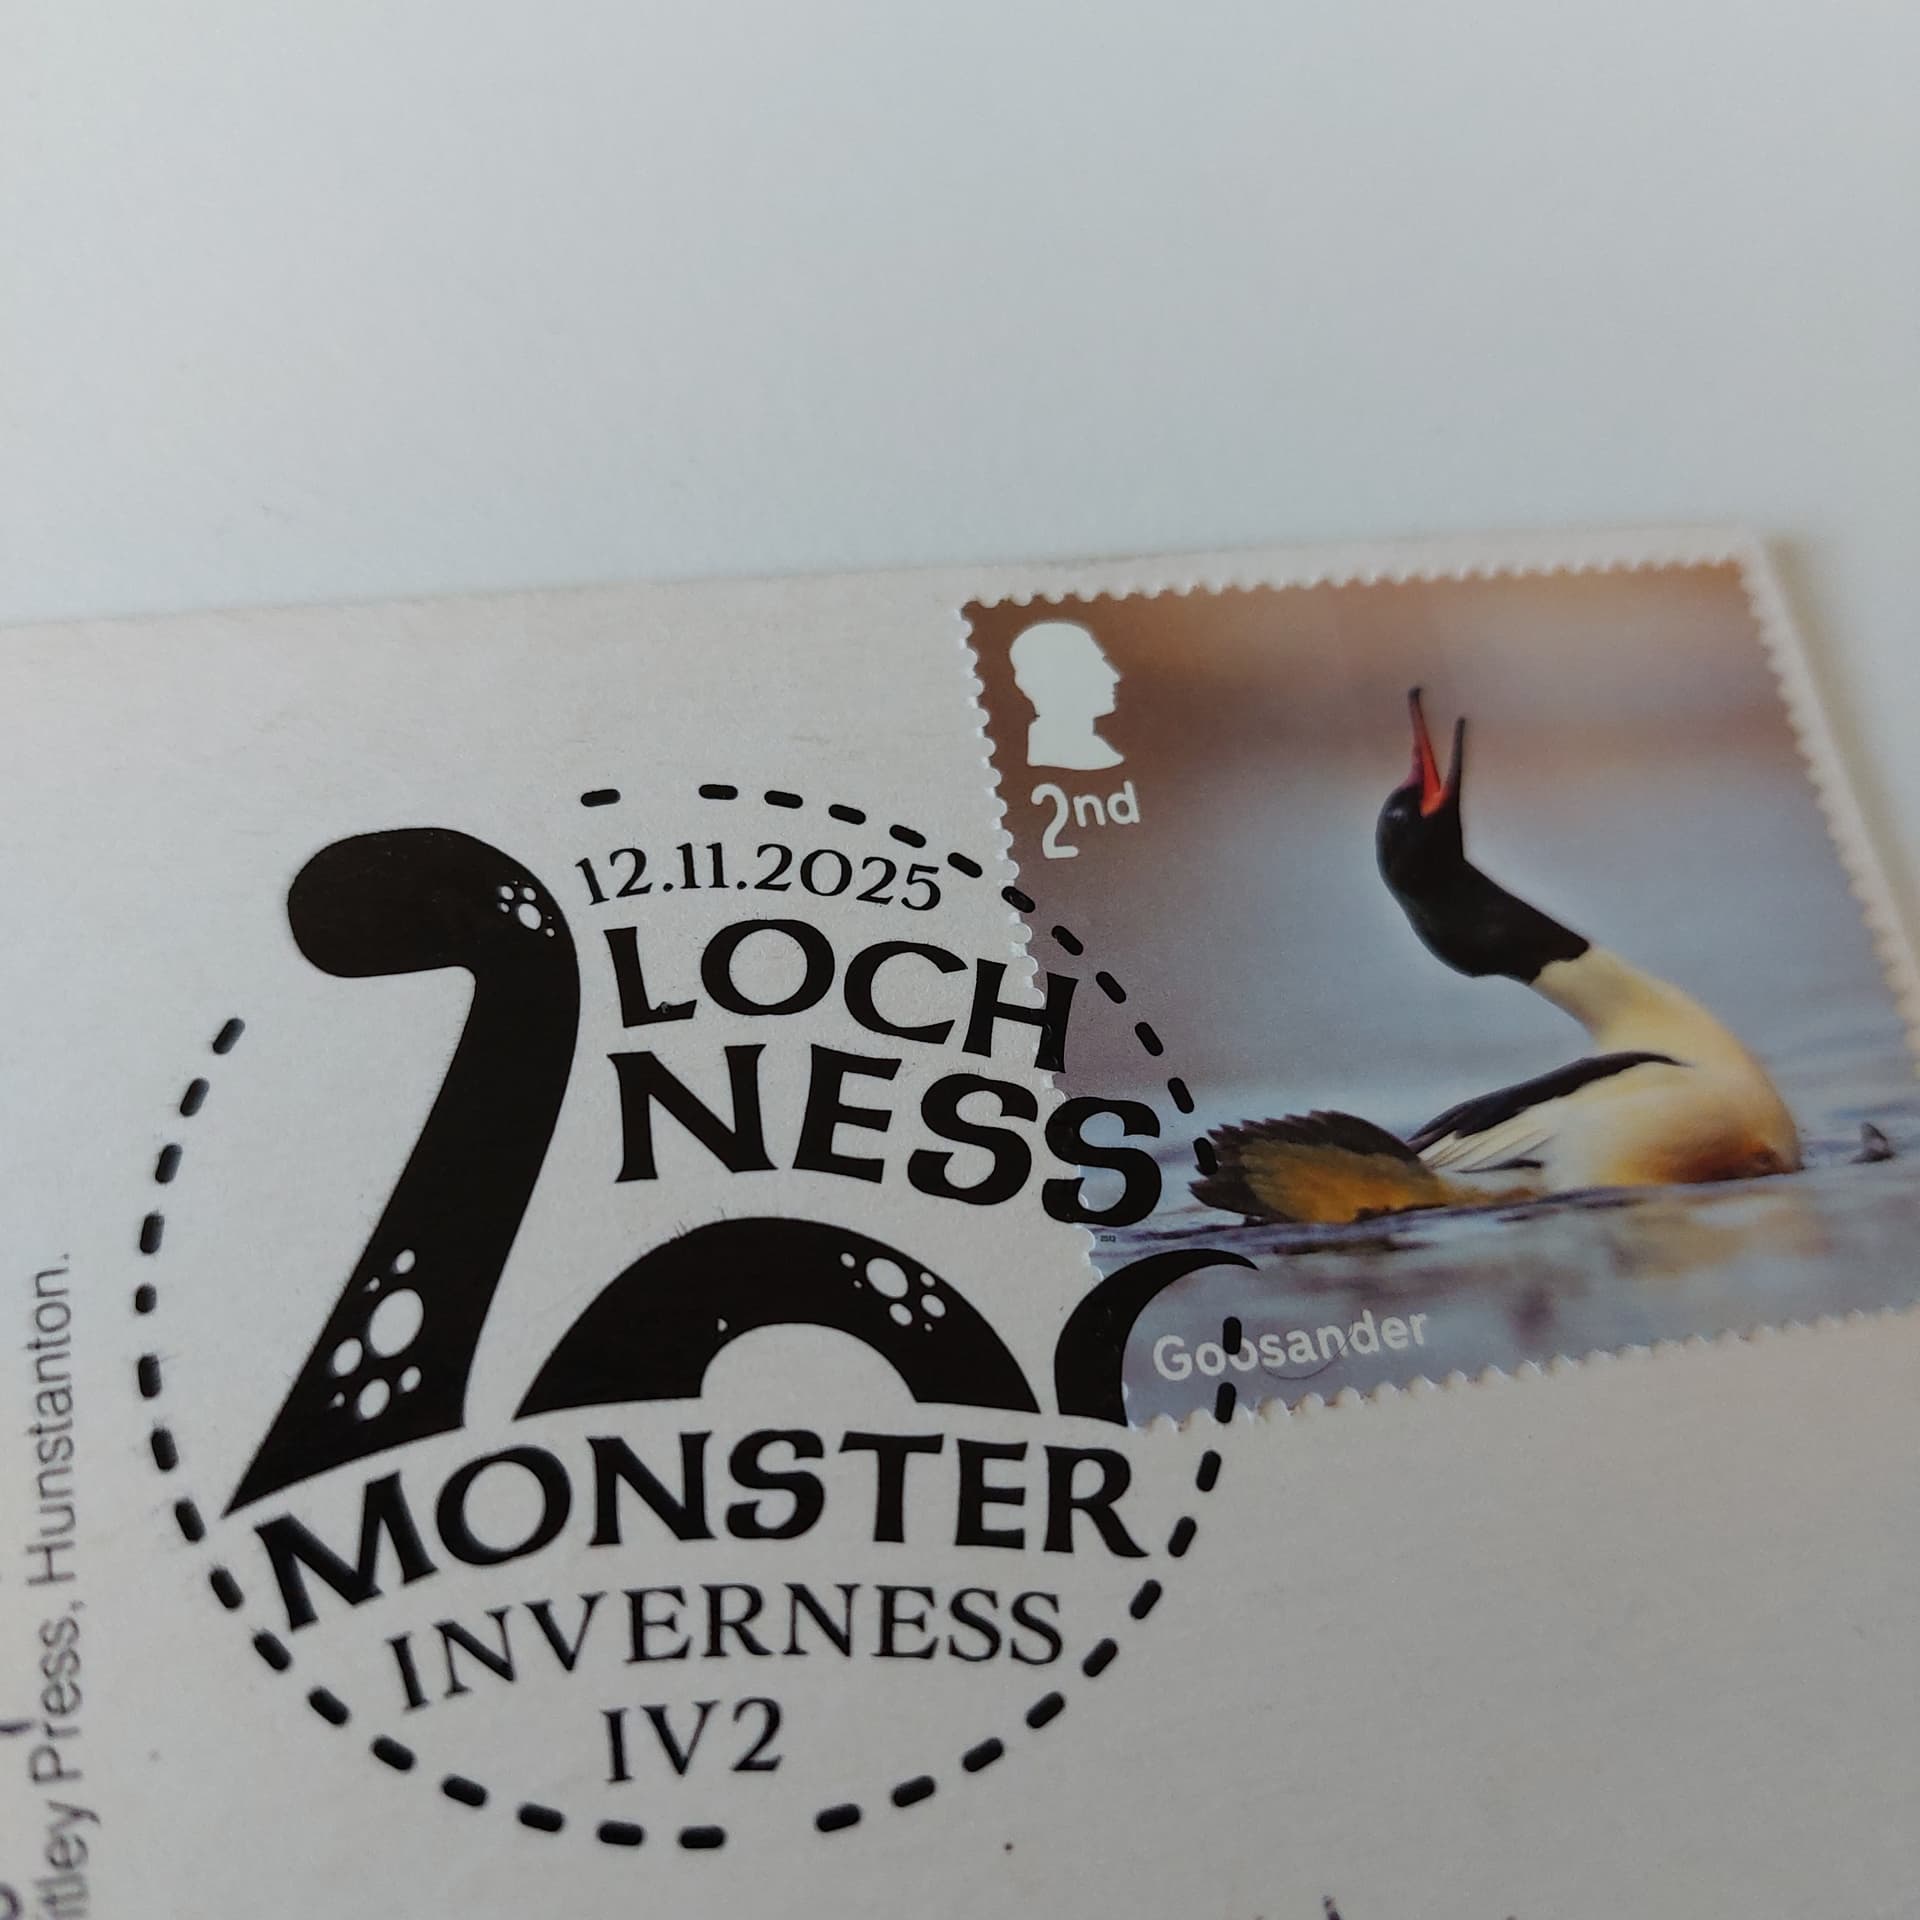 2nd
12.11.2025
LOCH
NESS
Goosander
MONSTER
INVERNESS
IV2
Press, Hunstanton.